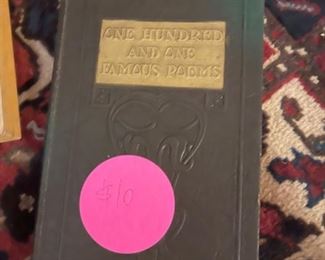 ONE HUNDRED
AND ONE
FAMOUS POEMS
$10